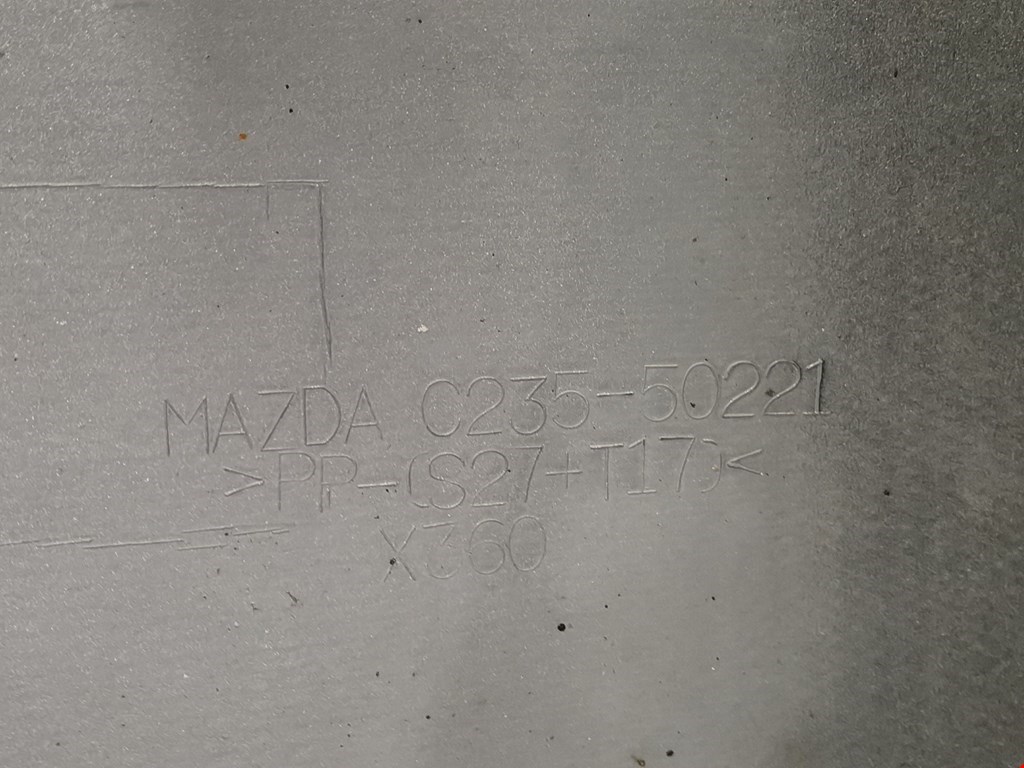 MAZDA C235-50221
>PP-(S27+T17)<
X360